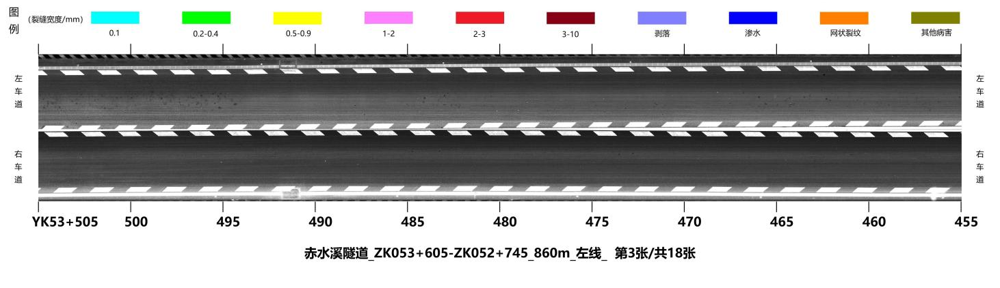 图例
(裂缝宽度/mm)
0.1
0.2-0.4
0.5-0.9
1-2
2-3
3-10
剥落
渗水
网状裂纹
其他病害
左车道
左车道
右车道
右车道
YK53+505 500 495 490 485 480 475 470 465 460 455
赤水溪隧道_ZK053+605-ZK052+745_860m_左线_ 第3张/共18张